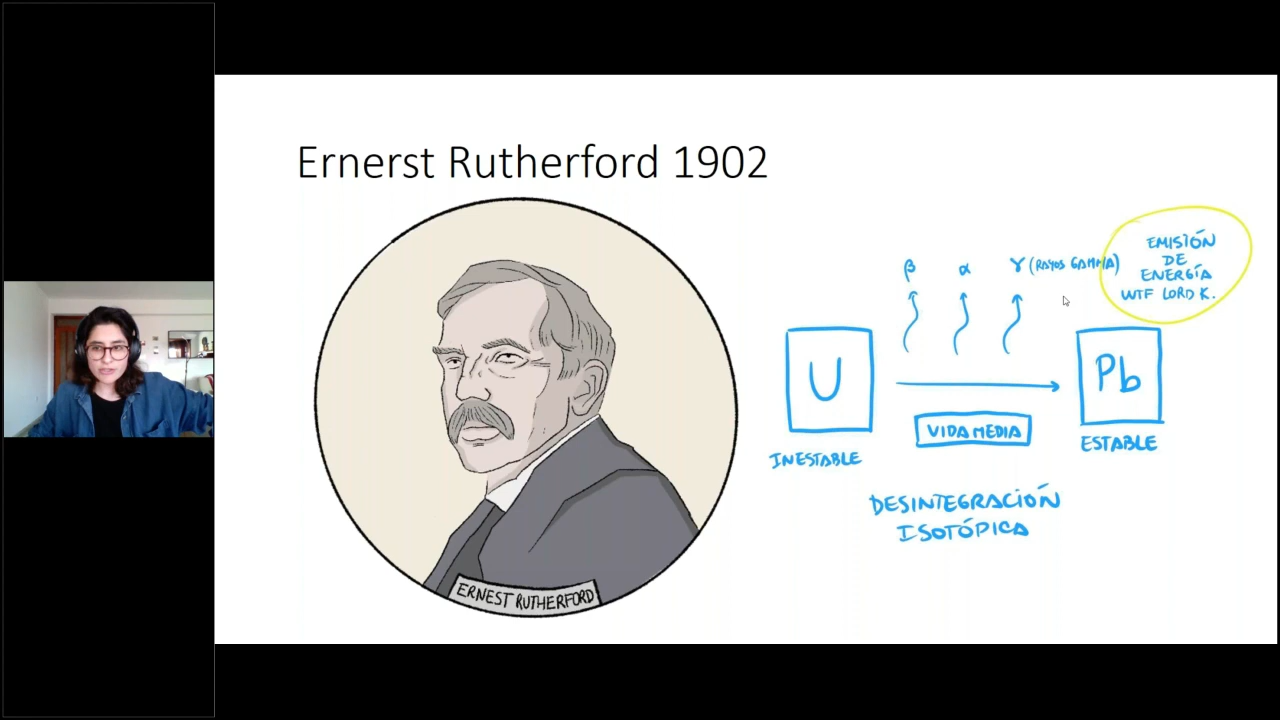 Ernerst Rutherford 1902
ERNEST RUTHERFORD
β α γ (RAYOS GAMMA)
EMISIÓN
DE
ENERGÍA
WTF LORD K.
U
Pb
VIDA MEDIA
INESTABLE
ESTABLE
DESINTEGRACIÓN
ISOTÓPICA